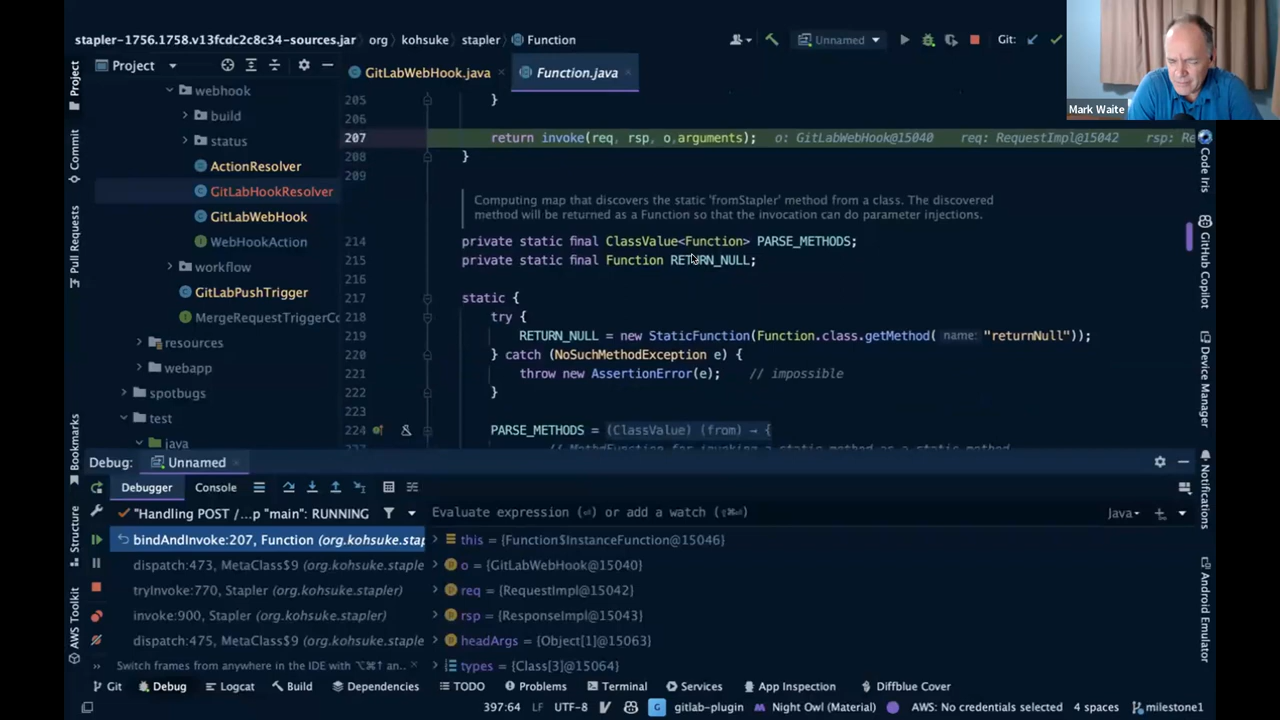 stapler-1756.1758.v13fcdc2c8c34-sources.jar org kohsuke stapler Function
Unnamed
Git:
Mark Waite
Project
GitLabWebHook.java
Function.java
webhook
build
status
ActionResolver
GitLabHookResolver
GitLabWebHook
WebHookAction
workflow
GitLabPushTrigger
MergeRequestTriggerCo
resources
webapp
spotbugs
test
java
205 }
206
207 return invoke(req, rsp, o,arguments); o: GitLabWebHook@15040 req: RequestImpl@15042 rsp: Re
208 }
209
Computing map that discovers the static 'fromStapler' method from a class. The discovered
method will be returned as a Function so that the invocation can do parameter injections.
214 private static final ClassValue<Function> PARSE_METHODS;
215 private static final Function RETURN_NULL;
216
217 static {
218 try {
219 RETURN_NULL = new StaticFunction(Function.class.getMethod( name: "returnNull"));
220 } catch (NoSuchMethodException e) {
221 throw new AssertionError(e); // impossible
222 }
223
224 PARSE_METHODS = (ClassValue) (from) → {
Project
Commit
Pull Requests
Bookmarks
Structure
AWS Toolkit
Code Iris
GitHub Copilot
Device Manager
Notifications
Android Emulator
Debug: Unnamed
Debugger Console
"Handling POST /...p "main": RUNNING
bindAndInvoke:207, Function (org.kohsuke.stap
dispatch:473, MetaClass$9 (org.kohsuke.staple
tryInvoke:770, Stapler (org.kohsuke.stapler)
invoke:900, Stapler (org.kohsuke.stapler)
dispatch:475, MetaClass$9 (org.kohsuke.staple
Switch frames from anywhere in the IDE with ⌥⌘↑ an...
Evaluate expression (⏎) or add a watch (⇧⌘⏎)
Java
this = {Function$InstanceFunction@15046}
o = {GitLabWebHook@15040}
req = {RequestImpl@15042}
rsp = {ResponseImpl@15043}
headArgs = {Object[1]@15063}
types = {Class[3]@15064}
Git Debug Logcat Build Dependencies TODO Problems Terminal Services App Inspection Diffblue Cover
397:64 LF UTF-8 gitlab-plugin Night Owl (Material) AWS: No credentials selected 4 spaces milestone1